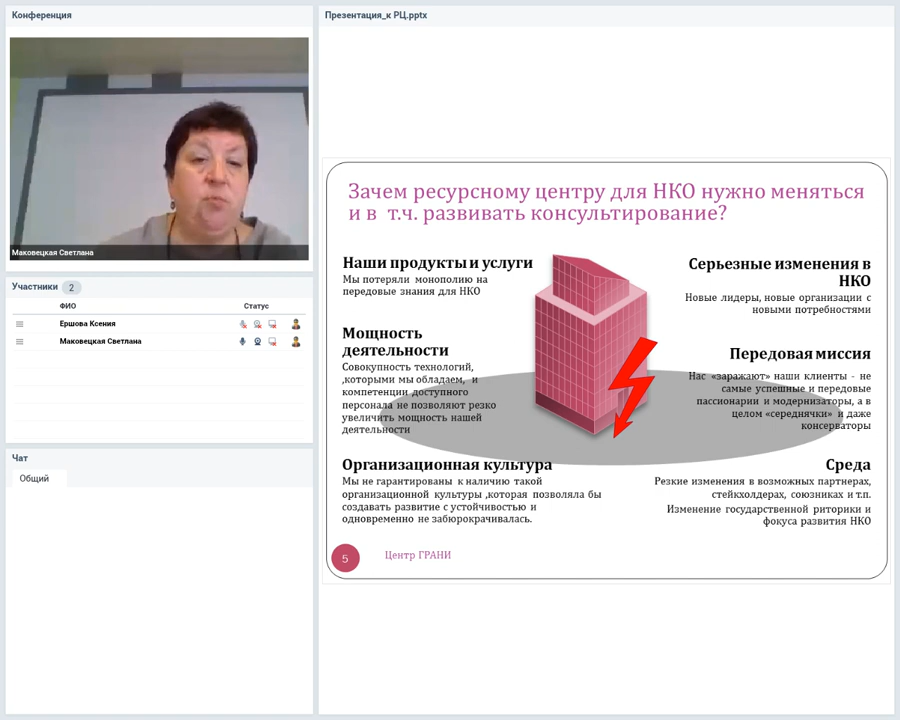 Конференция
Маковецкая Светлана
Участники 2
ФИО Статус
Ершова Ксения
Маковецкая Светлана
Чат
Общий
Презентация_к РЦ.pptx
Зачем ресурсному центру для НКО нужно меняться
и в т.ч. развивать консультирование?
Наши продукты и услуги
Мы потеряли монополию на
передовые знания для НКО
Мощность
деятельности
Совокупность технологий,
,которыми мы обладаем, и
компетенции доступного
персонала не позволяют резко
увеличить мощность нашей
деятельности
Организационная культура
Мы не гарантированы к наличию такой
организационной культуры ,которая позволяла бы
создавать развитие с устойчивостью и
одновременно не забюрокрачивалась.
Серьезные изменения в
НКО
Новые лидеры, новые организации с
новыми потребностями
Передовая миссия
Нас «заражают» наши клиенты - не
самые успешные и передовые
пассионарии и модернизаторы, а в
целом «середнячки» и даже
консерваторы
Среда
Резкие изменения в возможных партнерах,
стейкхолдерах, союзниках и т.п.
Изменение государственной риторики и
фокуса развития НКО
5
Центр ГРАНИ